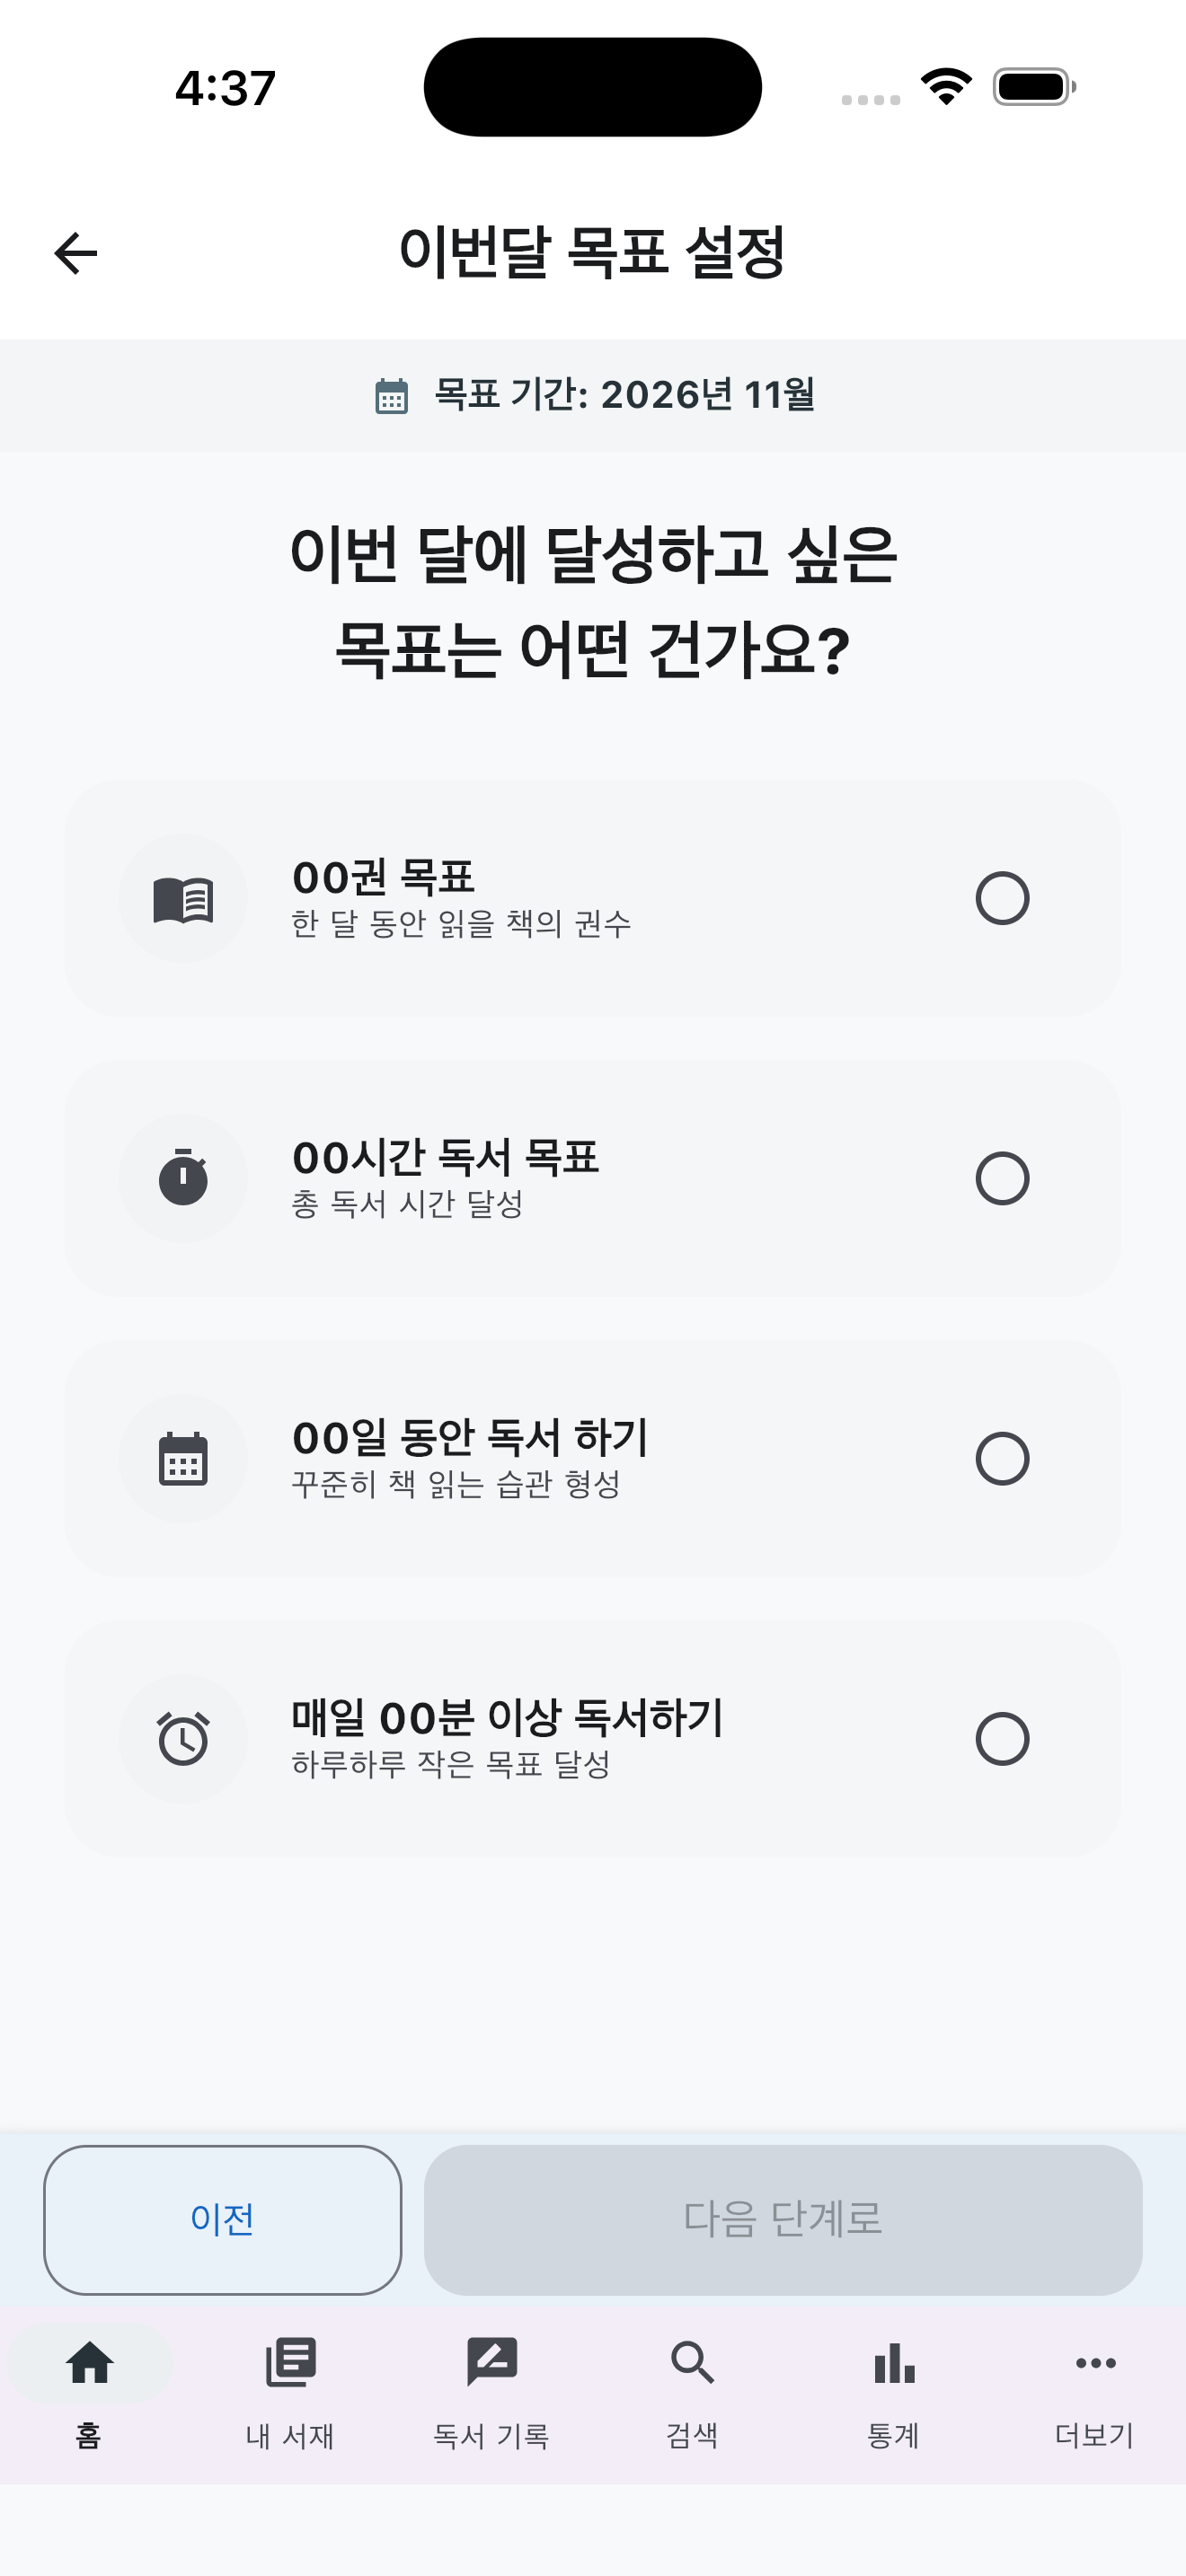 4:37
이번달 목표 설정
목표 기간: 2026년 11월
이번 달에 달성하고 싶은
목표는 어떤 건가요?
00권 목표
한 달 동안 읽을 책의 권수
00시간 독서 목표
총 독서 시간 달성
00일 동안 독서 하기
꾸준히 책 읽는 습관 형성
매일 00분 이상 독서하기
하루하루 작은 목표 달성
이전
다음 단계로
홈
내 서재
독서 기록
검색
통계
더보기